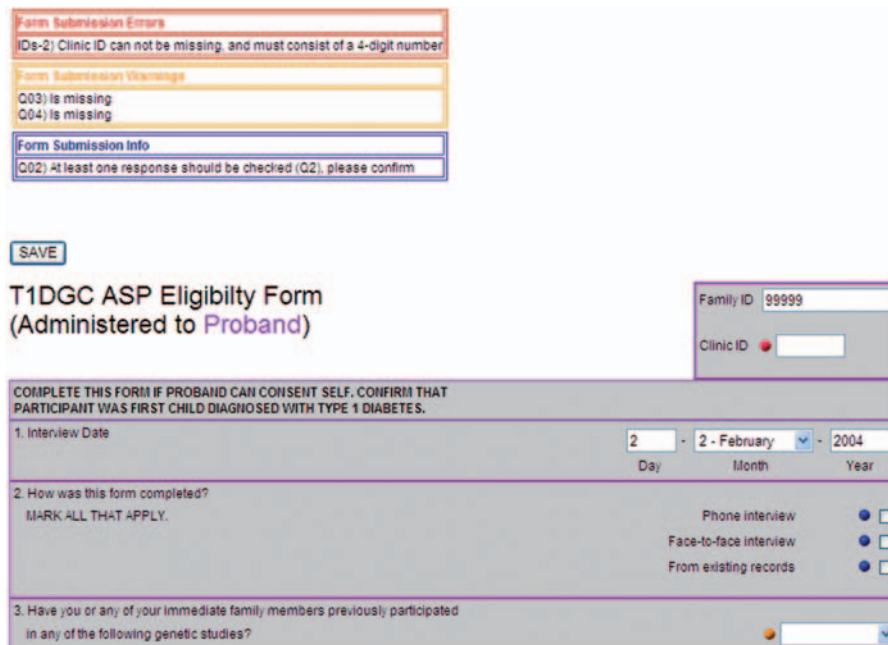 Form Submission Errors
IDs-2) Clinic ID can not be missing, and must consist of a 4-digit number
Form Submission Warnings
Q03) Is missing
Q04) Is missing
Form Submission Info
Q02) At least one response should be checked (Q2), please confirm
SAVE
T1DGC ASP Eligibilty Form
(Administered to Proband)
Family ID 99999
Clinic ID
COMPLETE THIS FORM IF PROBAND CAN CONSENT SELF. CONFIRM THAT
PARTICIPANT WAS FIRST CHILD DIAGNOSED WITH TYPE 1 DIABETES.
1. Interview Date
2 - 2 - February - 2004
Day Month Year
2. How was this form completed?
MARK ALL THAT APPLY.
Phone interview
Face-to-face interview
From existing records
3. Have you or any of your immediate family members previously participated
in any of the following genetic studies?